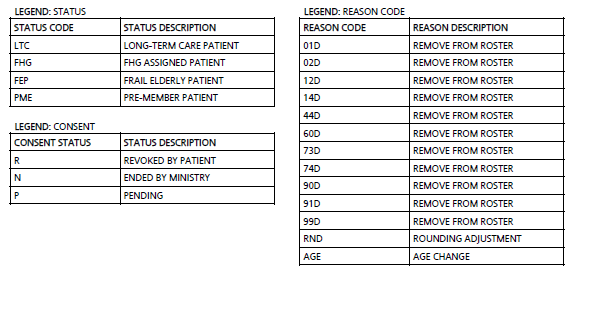 LEGEND: STATUS
STATUS CODE STATUS DESCRIPTION
LTC LONG-TERM CARE PATIENT
FHG FHG ASSIGNED PATIENT
FEP FRAIL ELDERLY PATIENT
PME PRE-MEMBER PATIENT
LEGEND: CONSENT
CONSENT STATUS STATUS DESCRIPTION
R REVOKED BY PATIENT
N ENDED BY MINISTRY
P PENDING
LEGEND: REASON CODE
REASON CODE REASON DESCRIPTION
01D REMOVE FROM ROSTER
02D REMOVE FROM ROSTER
12D REMOVE FROM ROSTER
14D REMOVE FROM ROSTER
44D REMOVE FROM ROSTER
60D REMOVE FROM ROSTER
73D REMOVE FROM ROSTER
74D REMOVE FROM ROSTER
90D REMOVE FROM ROSTER
91D REMOVE FROM ROSTER
99D REMOVE FROM ROSTER
RND ROUNDING ADJUSTMENT
AGE AGE CHANGE